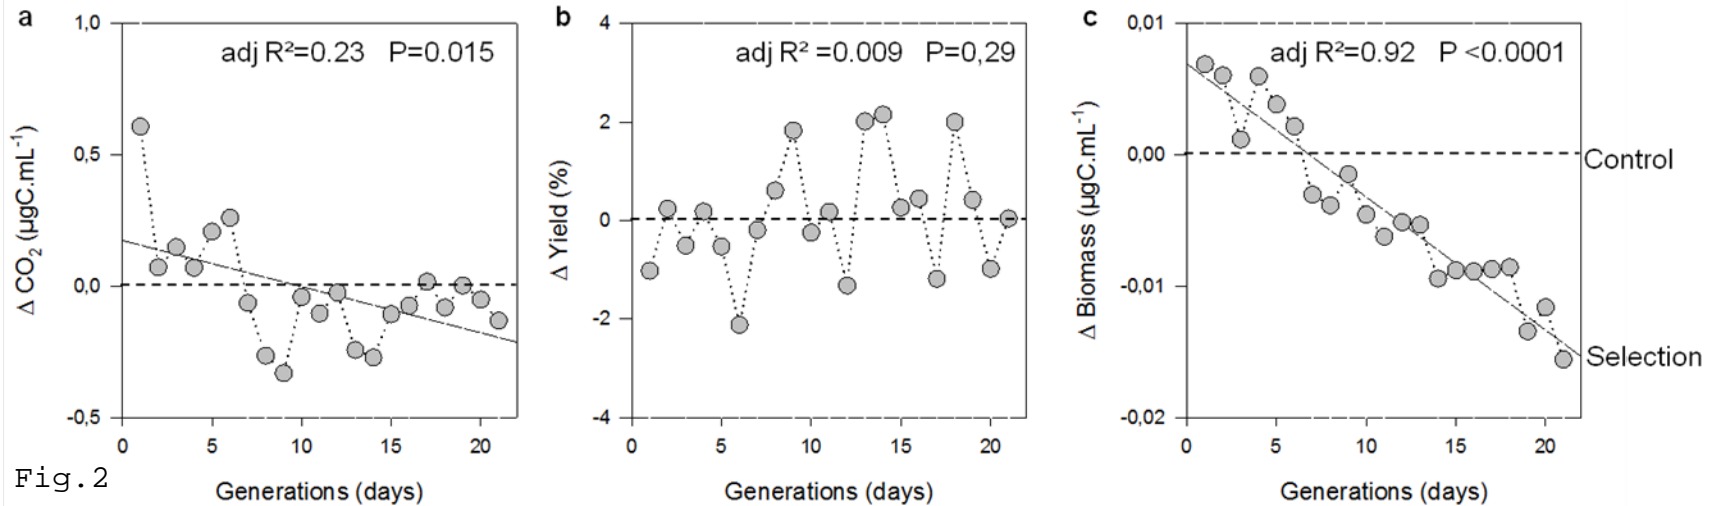 a
adj R²=0.23 P=0.015
1,0
0,5
0,0
-0,5
Δ CO₂ (µgC.mL⁻¹)
0 5 10 15 20
Generations (days)
b
adj R² =0.009 P=0,29
4
2
0
-2
-4
Δ Yield (%)
0 5 10 15 20
Generations (days)
c
adj R²=0.92 P <0.0001
0,01
0,00
-0,01
-0,02
Δ Biomass (µgC.mL⁻¹)
0 5 10 15 20
Generations (days)
Control
Selection
Fig.2